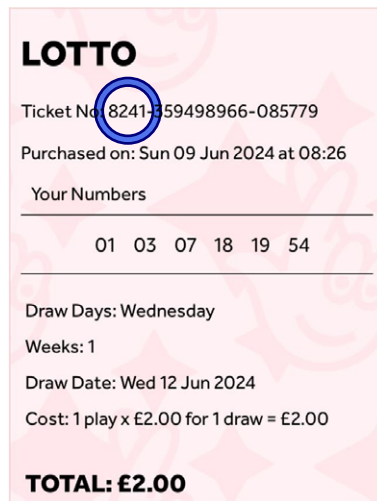 LOTTO
Ticket No: 8241-359498966-085779
Purchased on: Sun 09 Jun 2024 at 08:26
Your Numbers
01 03 07 18 19 54
Draw Days: Wednesday
Weeks: 1
Draw Date: Wed 12 Jun 2024
Cost: 1 play x £2.00 for 1 draw = £2.00
TOTAL: £2.00